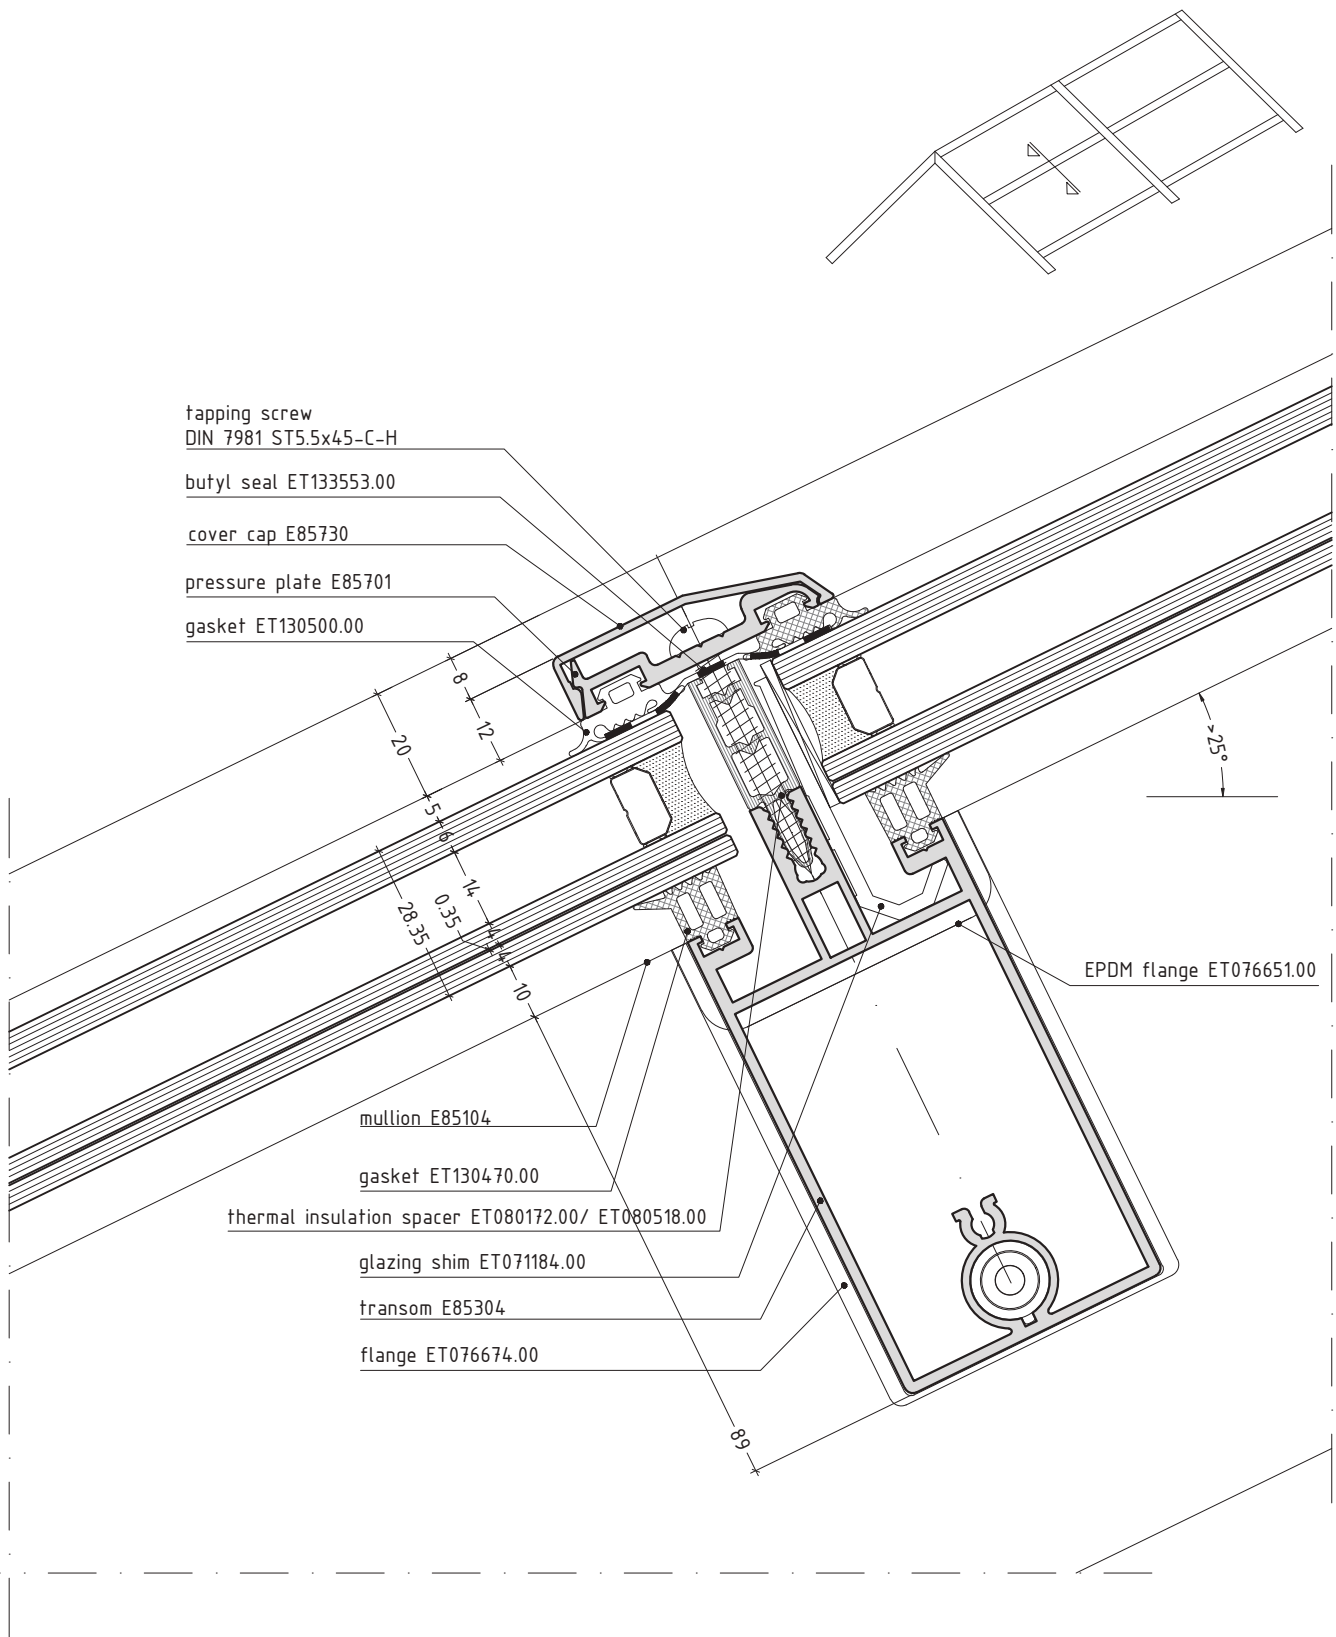 tapping screw
DIN 7981 ST5.5x45-C-H
butyl seal ET133553.00
cover cap E85730
pressure plate E85701
gasket ET130500.00
8
12
20
5
6
14
0.35
4
4
28.35
10
>25°
EPDM flange ET076651.00
mullion E85104
gasket ET130470.00
thermal insulation spacer ET080172.00/ ET080518.00
glazing shim ET071184.00
transom E85304
flange ET076674.00
89